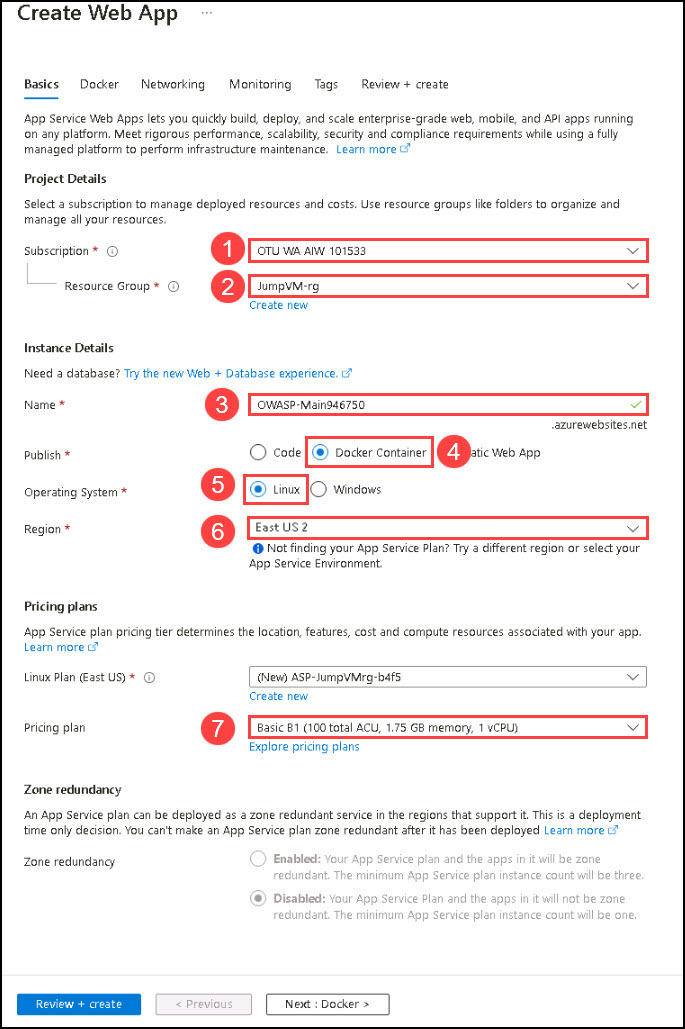 Create Web App ...
Basics Docker Networking Monitoring Tags Review + create
App Service Web Apps lets you quickly build, deploy, and scale enterprise-grade web, mobile, and API apps running
on any platform. Meet rigorous performance, scalability, security and compliance requirements while using a fully
managed platform to perform infrastructure maintenance. Learn more
Project Details
Select a subscription to manage deployed resources and costs. Use resource groups like folders to organize and
manage all your resources.
Subscription * 1 OTU WA AIW 101533
Resource Group * 2 JumpVM-rg
Create new
Instance Details
Need a database? Try the new Web + Database experience.
Name * 3 OWASP-Main946750
.azurewebsites.net
Publish * Code Docker Container 4 atic Web App
Operating System * 5 Linux Windows
Region * 6 East US 2
Not finding your App Service Plan? Try a different region or select your
App Service Environment.
Pricing plans
App Service plan pricing tier determines the location, features, cost and compute resources associated with your app.
Learn more
Linux Plan (East US) * (New) ASP-JumpVMrg-b4f5
Create new
Pricing plan 7 Basic B1 (100 total ACU, 1.75 GB memory, 1 vCPU)
Explore pricing plans
Zone redundancy
An App Service plan can be deployed as a zone redundant service in the regions that support it. This is a deployment
time only decision. You can't make an App Service plan zone redundant after it has been deployed Learn more
Zone redundancy Enabled: Your App Service plan and the apps in it will be zone
redundant. The minimum App Service plan instance count will be three.
Disabled: Your App Service Plan and the apps in it will not be zone
redundant. The minimum App Service plan instance count will be one.
Review + create < Previous Next : Docker >